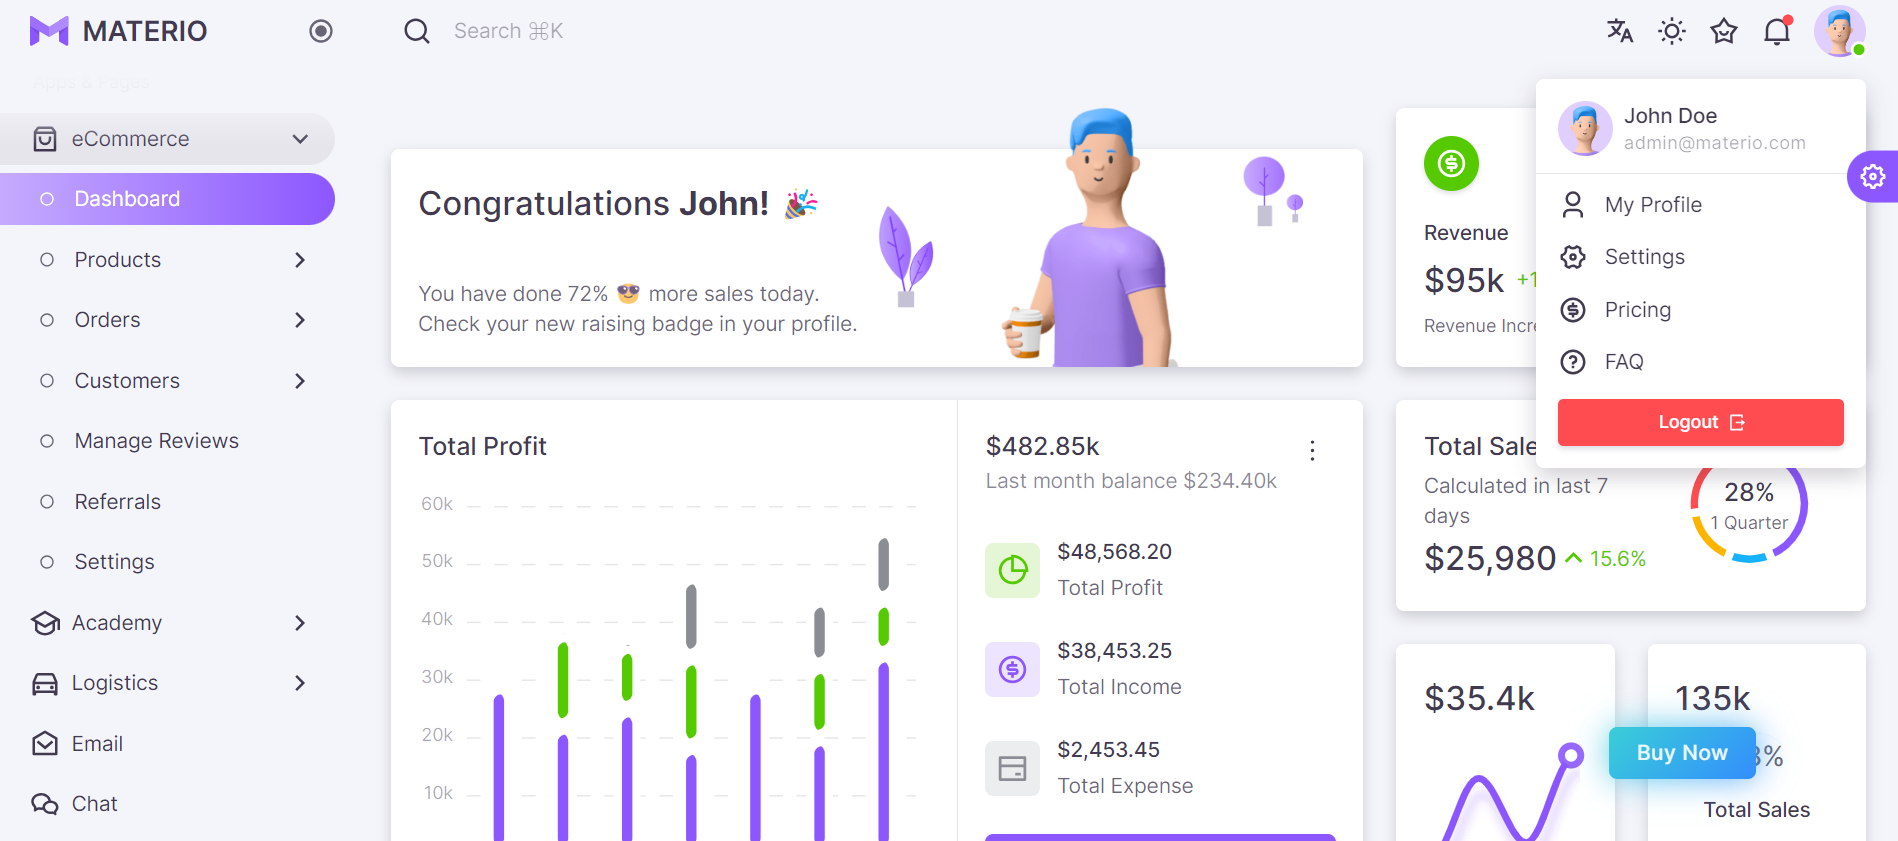 MATERIO
Search ⌘K
Apps & Pages
eCommerce
Dashboard
Products
Orders
Customers
Manage Reviews
Referrals
Settings
Academy
Logistics
Email
Chat
Congratulations John! 🎉
You have done 72% 😎 more sales today.
Check your new raising badge in your profile.
Revenue
$95k +1
Revenue Incre
John Doe
admin@materio.com
My Profile
Settings
Pricing
FAQ
Logout
Total Profit
60k
50k
40k
30k
20k
10k
$482.85k
Last month balance $234.40k
$48,568.20
Total Profit
$38,453.25
Total Income
$2,453.45
Total Expense
Total Sale
Calculated in last 7
days
$25,980 15.6%
28%
1 Quarter
$35.4k
135k
Buy Now
%
Total Sales